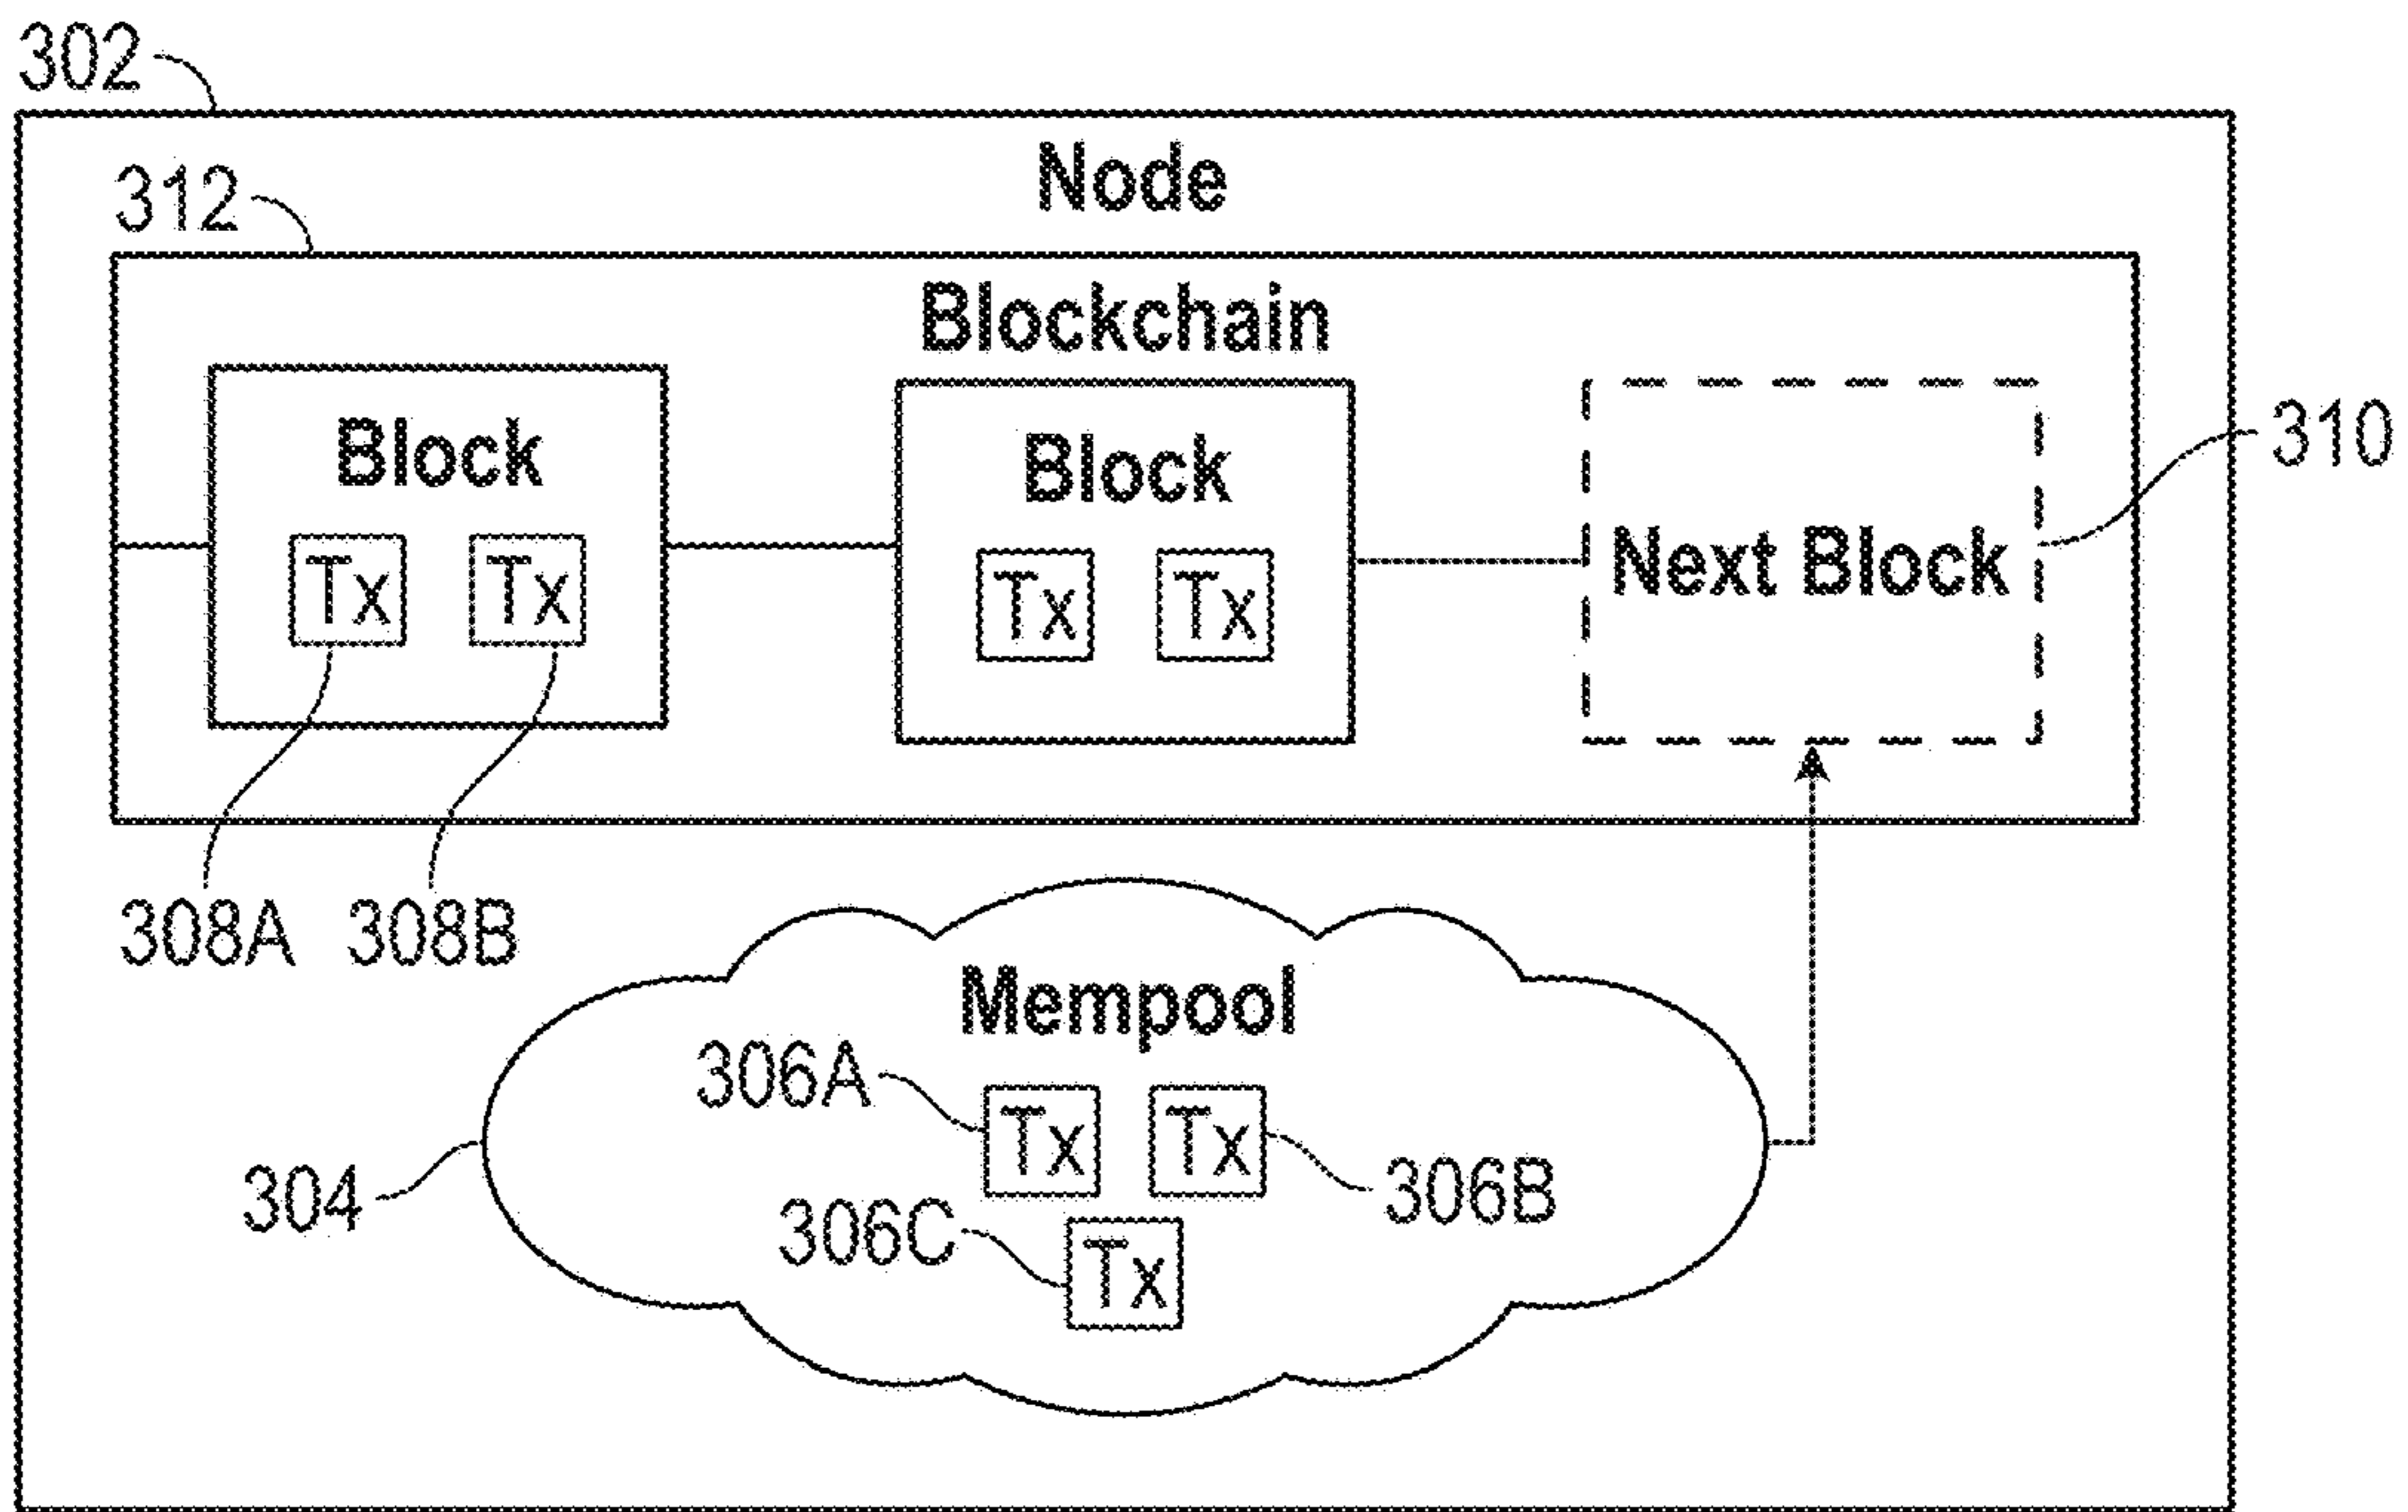 302
Node
312
Blockchain
Block
Block
310
Next Block
Tx Tx
Tx Tx
308A 308B
Mempool
306A
Tx Tx
304
306B
306C
Tx